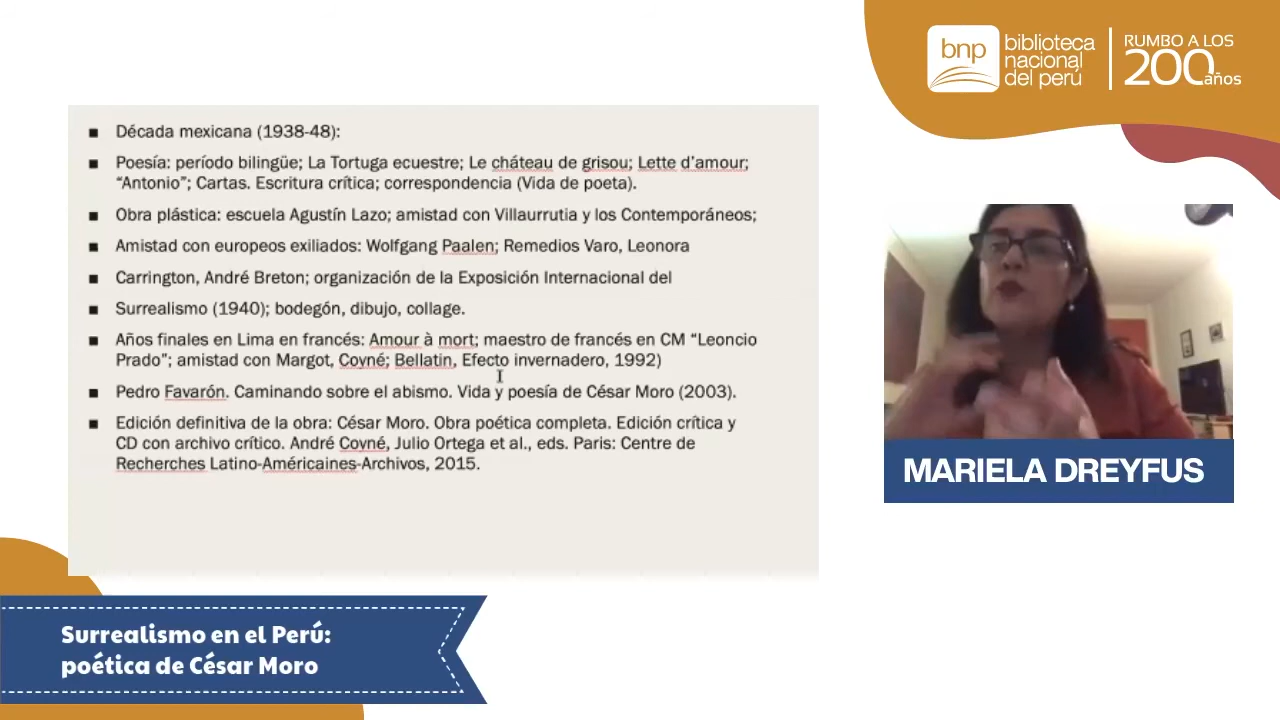 bnp
biblioteca
nacional
del perú
RUMBO A LOS
200
años
■ Década mexicana (1938-48):
■ Poesía: período bilingüe; La Tortuga ecuestre; Le cháteau de grisou; Lette d’amour;
“Antonio”; Cartas. Escritura crítica; correspondencia (Vida de poeta).
■ Obra plástica: escuela Agustín Lazo; amistad con Villaurrutia y los Contemporáneos;
■ Amistad con europeos exiliados: Wolfgang Paalen; Remedios Varo, Leonora
■ Carrington, André Breton; organización de la Exposición Internacional del
■ Surrealismo (1940); bodegón, dibujo, collage.
■ Años finales en Lima en francés: Amour à mort; maestro de francés en CM “Leoncio
Prado”; amistad con Margot, Coyné; Bellatin, Efecto invernadero, 1992)
■ Pedro Favarón. Caminando sobre el abismo. Vida y poesía de César Moro (2003).
■ Edición definitiva de la obra: César Moro. Obra poética completa. Edición crítica y
CD con archivo crítico. André Coyné, Julio Ortega et al., eds. Paris: Centre de
Recherches Latino-Américaines-Archivos, 2015.
MARIELA DREYFUS
Surrealismo en el Perú:
poética de César Moro